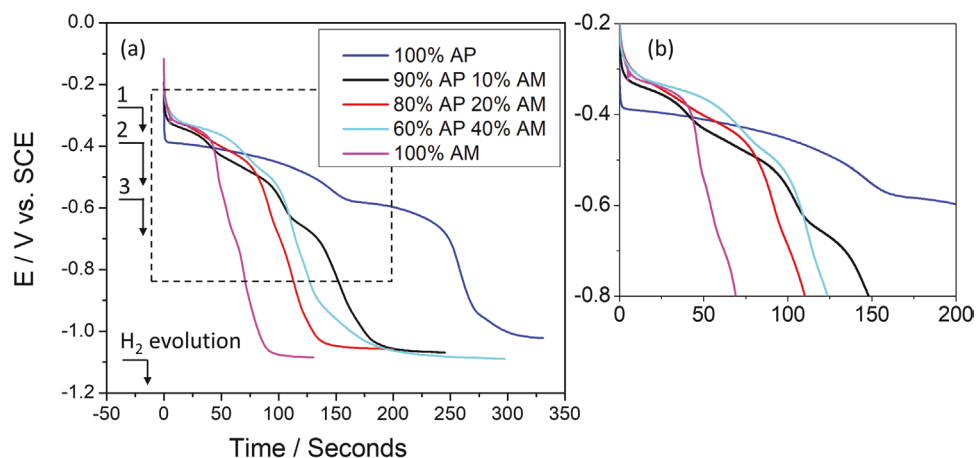 0.0
-0.2
-0.4
-0.6
-0.8
-1.0
-1.2
E / V vs. SCE
(a)
1
2
3
H2 evolution
100% AP
90% AP 10% AM
80% AP 20% AM
60% AP 40% AM
100% AM
-50 0 50 100 150 200 250 300 350
Time / Seconds
(b)
-0.2
-0.4
-0.6
-0.8
0 50 100 150 200